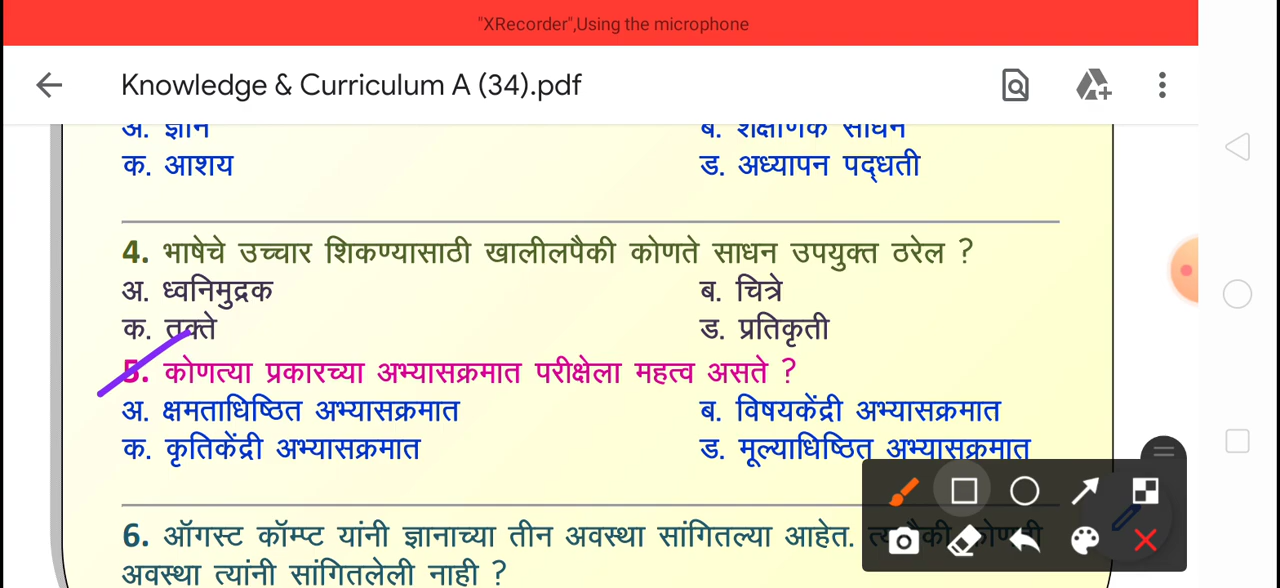 "XRecorder",Using the microphone
Knowledge & Curriculum A (34).pdf
अ. ज्ञान ब. शैक्षणिक साधन
क. आशय ड. अध्यापन पद्धती
4. भाषेचे उच्चार शिकण्यासाठी खालीलपैकी कोणते साधन उपयुक्त ठरेल ?
अ. ध्वनिमुद्रक ब. चित्रे
क. तक्ते ड. प्रतिकृती
5. कोणत्या प्रकारच्या अभ्यासक्रमात परीक्षेला महत्व असते ?
अ. क्षमताधिष्ठित अभ्यासक्रमात ब. विषयकेंद्री अभ्यासक्रमात
क. कृतिकेंद्री अभ्यासक्रमात ड. मूल्याधिष्ठित अभ्यासक्रमात
6. ऑगस्ट कॉम्प्ट यांनी ज्ञानाच्या तीन अवस्था सांगितल्या आहेत.
अवस्था त्यांनी सांगितलेली नाही ?